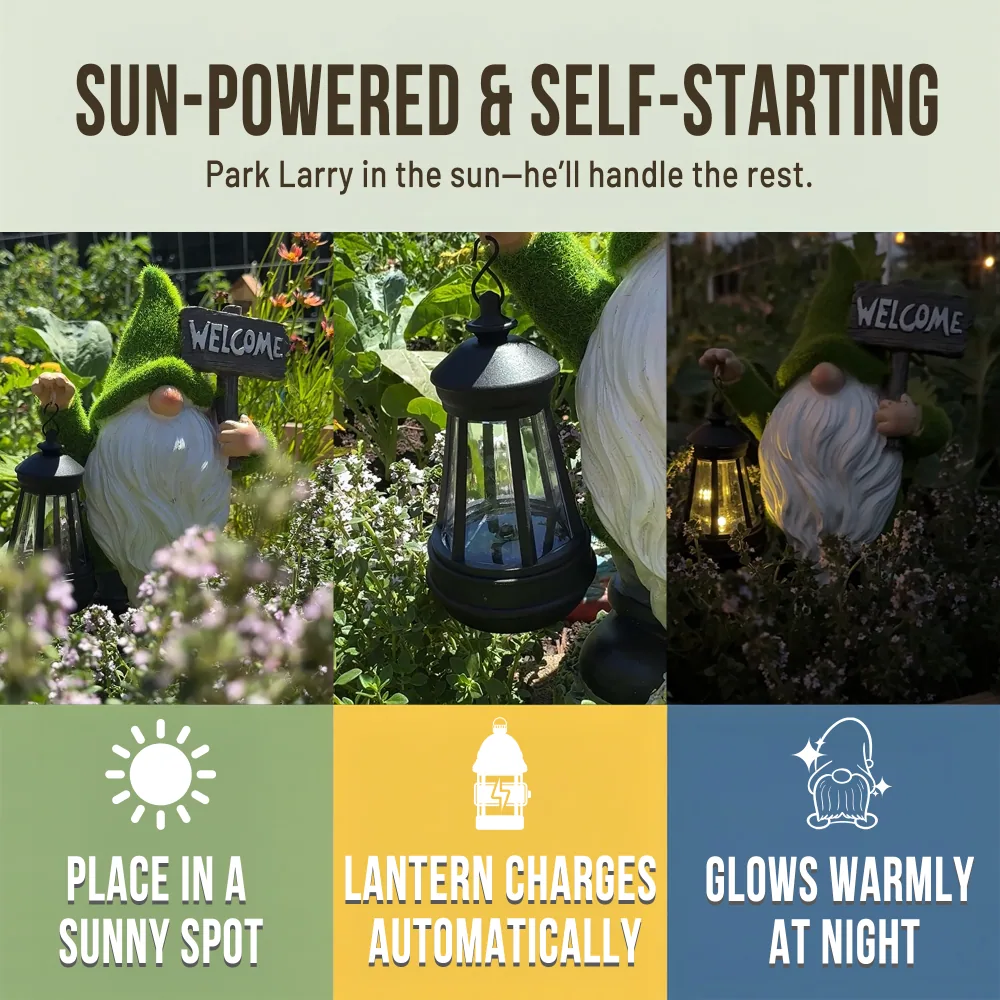 SUN-POWERED & SELF-STARTING
Park Larry in the sun—he'll handle the rest.
WELCOME
WELCOME
PLACE IN A
SUNNY SPOT
LANTERN CHARGES
AUTOMATICALLY
GLOWS WARMLY
AT NIGHT